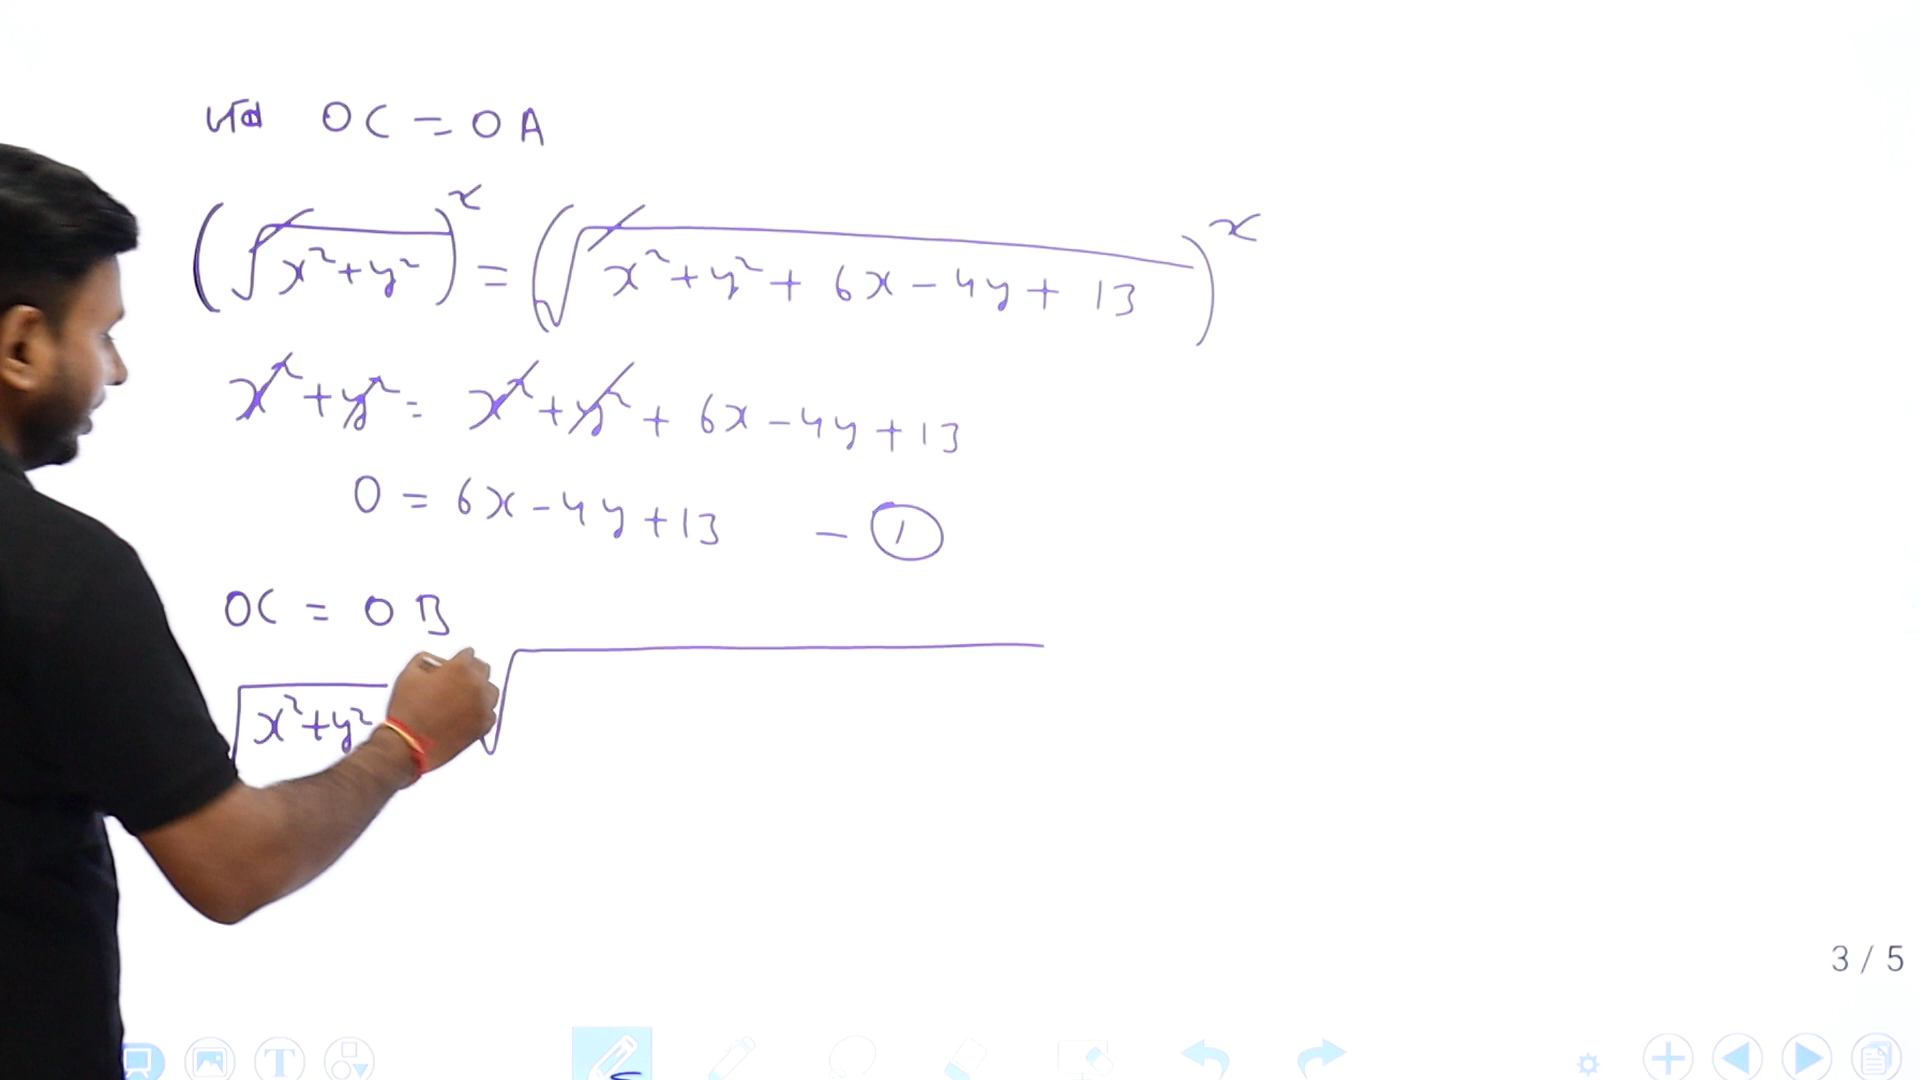 OC = OA
(√x²+y²)² = (√x²+y²+ 6x-4y+ 13)²
x²+y²= x²+y²+ 6x-4y+13
0 = 6x-4y+13 - ①
OC = OB
√x²+y² √
3 / 5
T